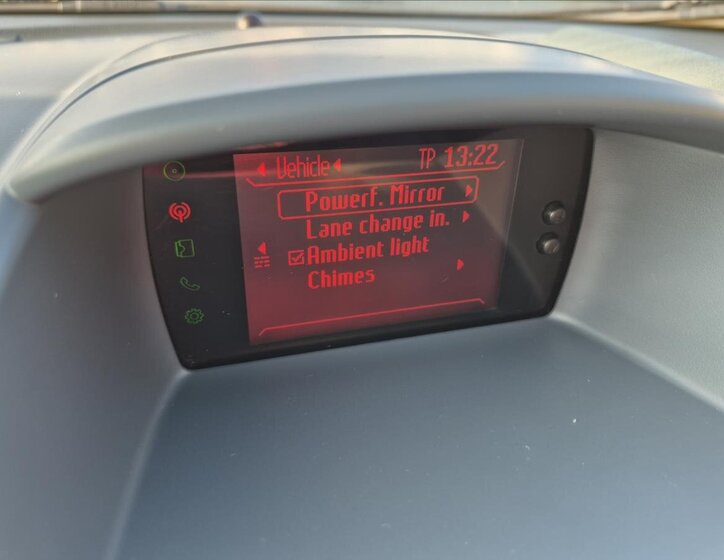 Vehicle TP 13:22
Powerf. Mirror
Lane change in.
Ambient light
Chimes